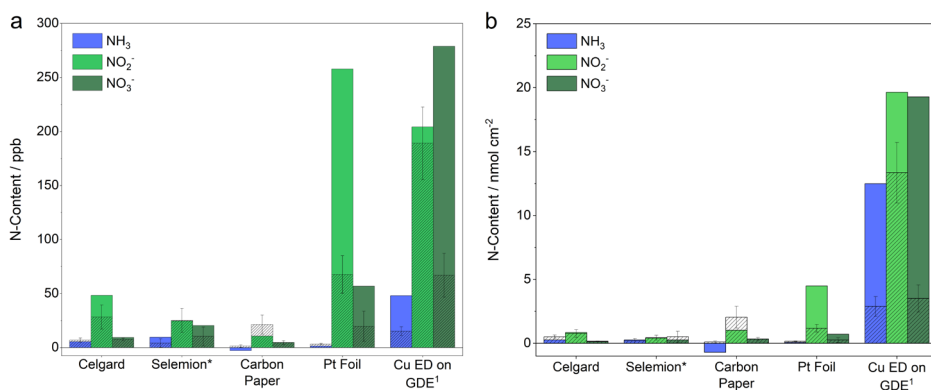 a
N-Content / ppb
300
250
200
150
100
50
0
NH₃
NO₂⁻
NO₃⁻
Celgard
Selemion*
Carbon
Paper
Pt Foil
Cu ED on
GDE¹
b
N-Content / nmol cm⁻²
25
20
15
10
5
0
NH₃
NO₂⁻
NO₃⁻
Celgard
Selemion*
Carbon
Paper
Pt Foil
Cu ED on
GDE¹